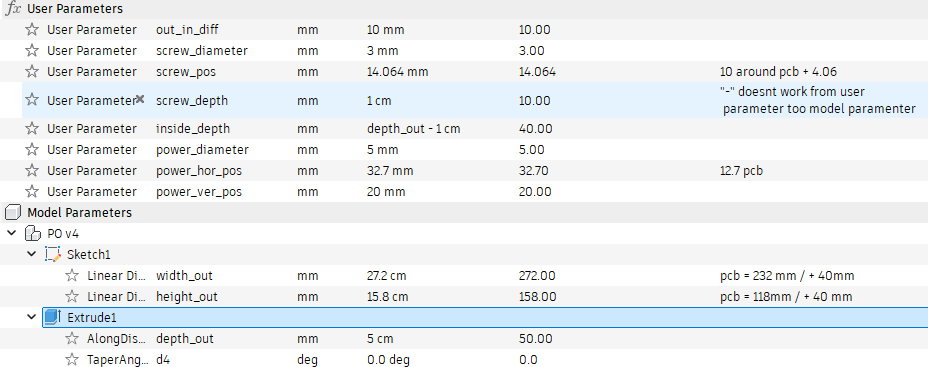 fx User Parameters
User Parameter out_in_diff mm 10 mm 10.00
User Parameter screw_diameter mm 3 mm 3.00
User Parameter screw_pos mm 14.064 mm 14.064 10 around pcb + 4.06
User Parameter screw_depth mm 1 cm 10.00 "-" doesnt work from user
parameter too model paramenter
User Parameter inside_depth mm depth_out - 1 cm 40.00
User Parameter power_diameter mm 5 mm 5.00
User Parameter power_hor_pos mm 32.7 mm 32.70 12.7 pcb
User Parameter power_ver_pos mm 20 mm 20.00
Model Parameters
PO v4
Sketch1
Linear Di... width_out mm 27.2 cm 272.00 pcb = 232 mm / + 40mm
Linear Di... height_out mm 15.8 cm 158.00 pcb = 118mm / + 40 mm
Extrude1
AlongDis... depth_out mm 5 cm 50.00
TaperAng... d4 deg 0.0 deg 0.0